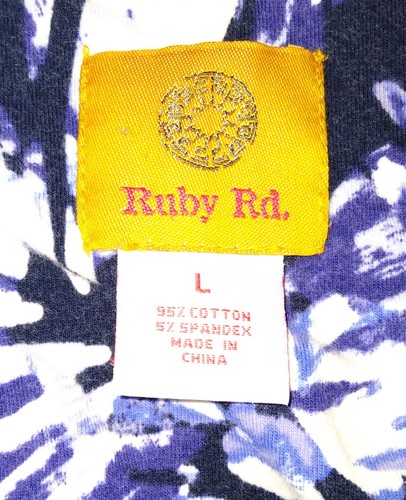 Ruby Rd.
L
95% COTTON
5% SPANDEX
MADE IN
CHINA